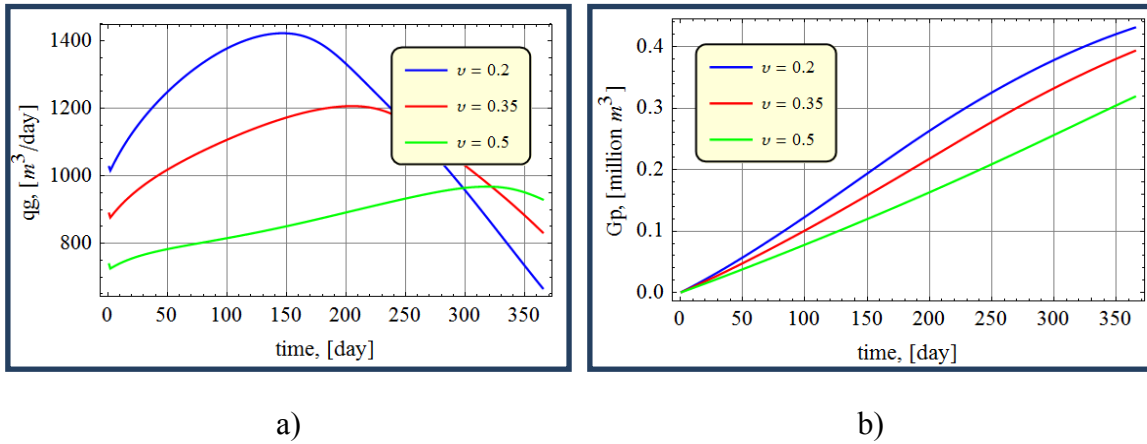 qg, [m³/day]
1400
1200
1000
800
0 50 100 150 200 250 300 350
time, [day]
υ = 0.2
υ = 0.35
υ = 0.5
a)
Gp, [million m³]
0.4
0.3
0.2
0.1
0.0
0 50 100 150 200 250 300 350
time, [day]
υ = 0.2
υ = 0.35
υ = 0.5
b)